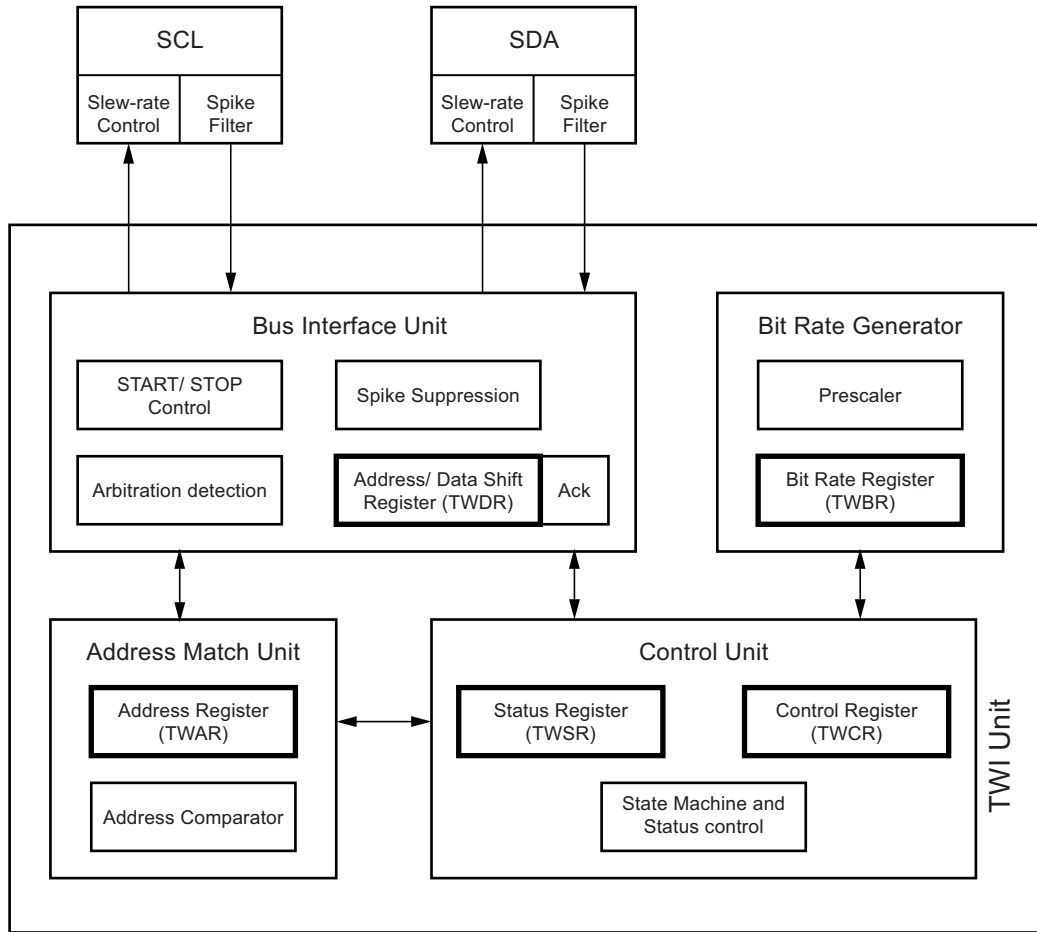 SCL
Slew-rate
Control
Spike
Filter
SDA
Slew-rate
Control
Spike
Filter
Bus Interface Unit
START/ STOP
Control
Spike Suppression
Arbitration detection
Address/ Data Shift
Register (TWDR)
Ack
Bit Rate Generator
Prescaler
Bit Rate Register
(TWBR)
Address Match Unit
Address Register
(TWAR)
Address Comparator
Control Unit
Status Register
(TWSR)
Control Register
(TWCR)
State Machine and
Status control
TWI Unit